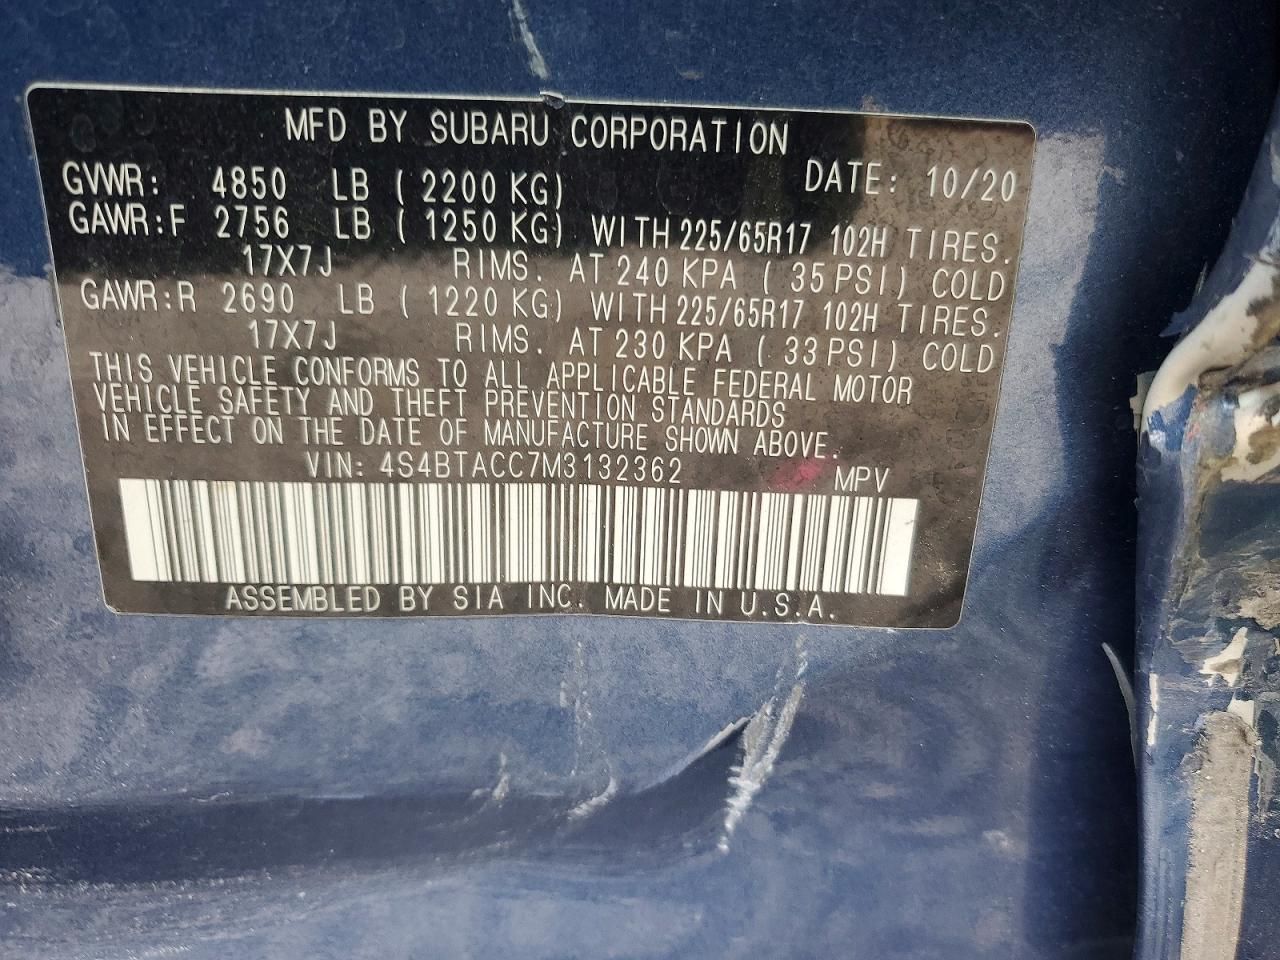 MFD BY SUBARU CORPORATION
DATE: 10/20
GVWR: 4850 LB ( 2200 KG)
GAWR:F 2756 LB ( 1250 KG) WITH 225/65R17 102H TIRES.
17X7J RIMS. AT 240 KPA ( 35 PSI) COLD
GAWR:R 2690 LB ( 1220 KG) WITH 225/65R17 102H TIRES.
17X7J RIMS. AT 230 KPA ( 33 PSI) COLD
THIS VEHICLE CONFORMS TO ALL APPLICABLE FEDERAL MOTOR
VEHICLE SAFETY AND THEFT PREVENTION STANDARDS
IN EFFECT ON THE DATE OF MANUFACTURE SHOWN ABOVE.
VIN: 4S4BTACC7M3132362 MPV
ASSEMBLED BY SIA INC. MADE IN U.S.A.